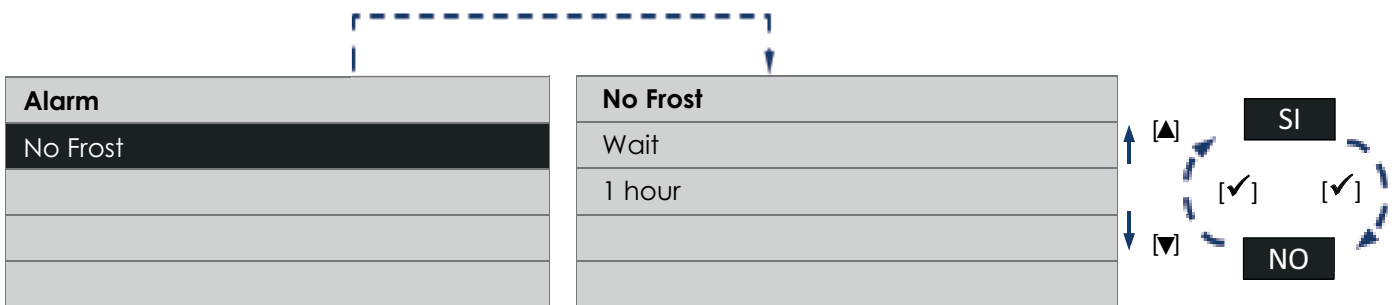 Alarm
No Frost
No Frost
Wait
1 hour
[▲]
[▼]
SI
[✔] [✔]
NO